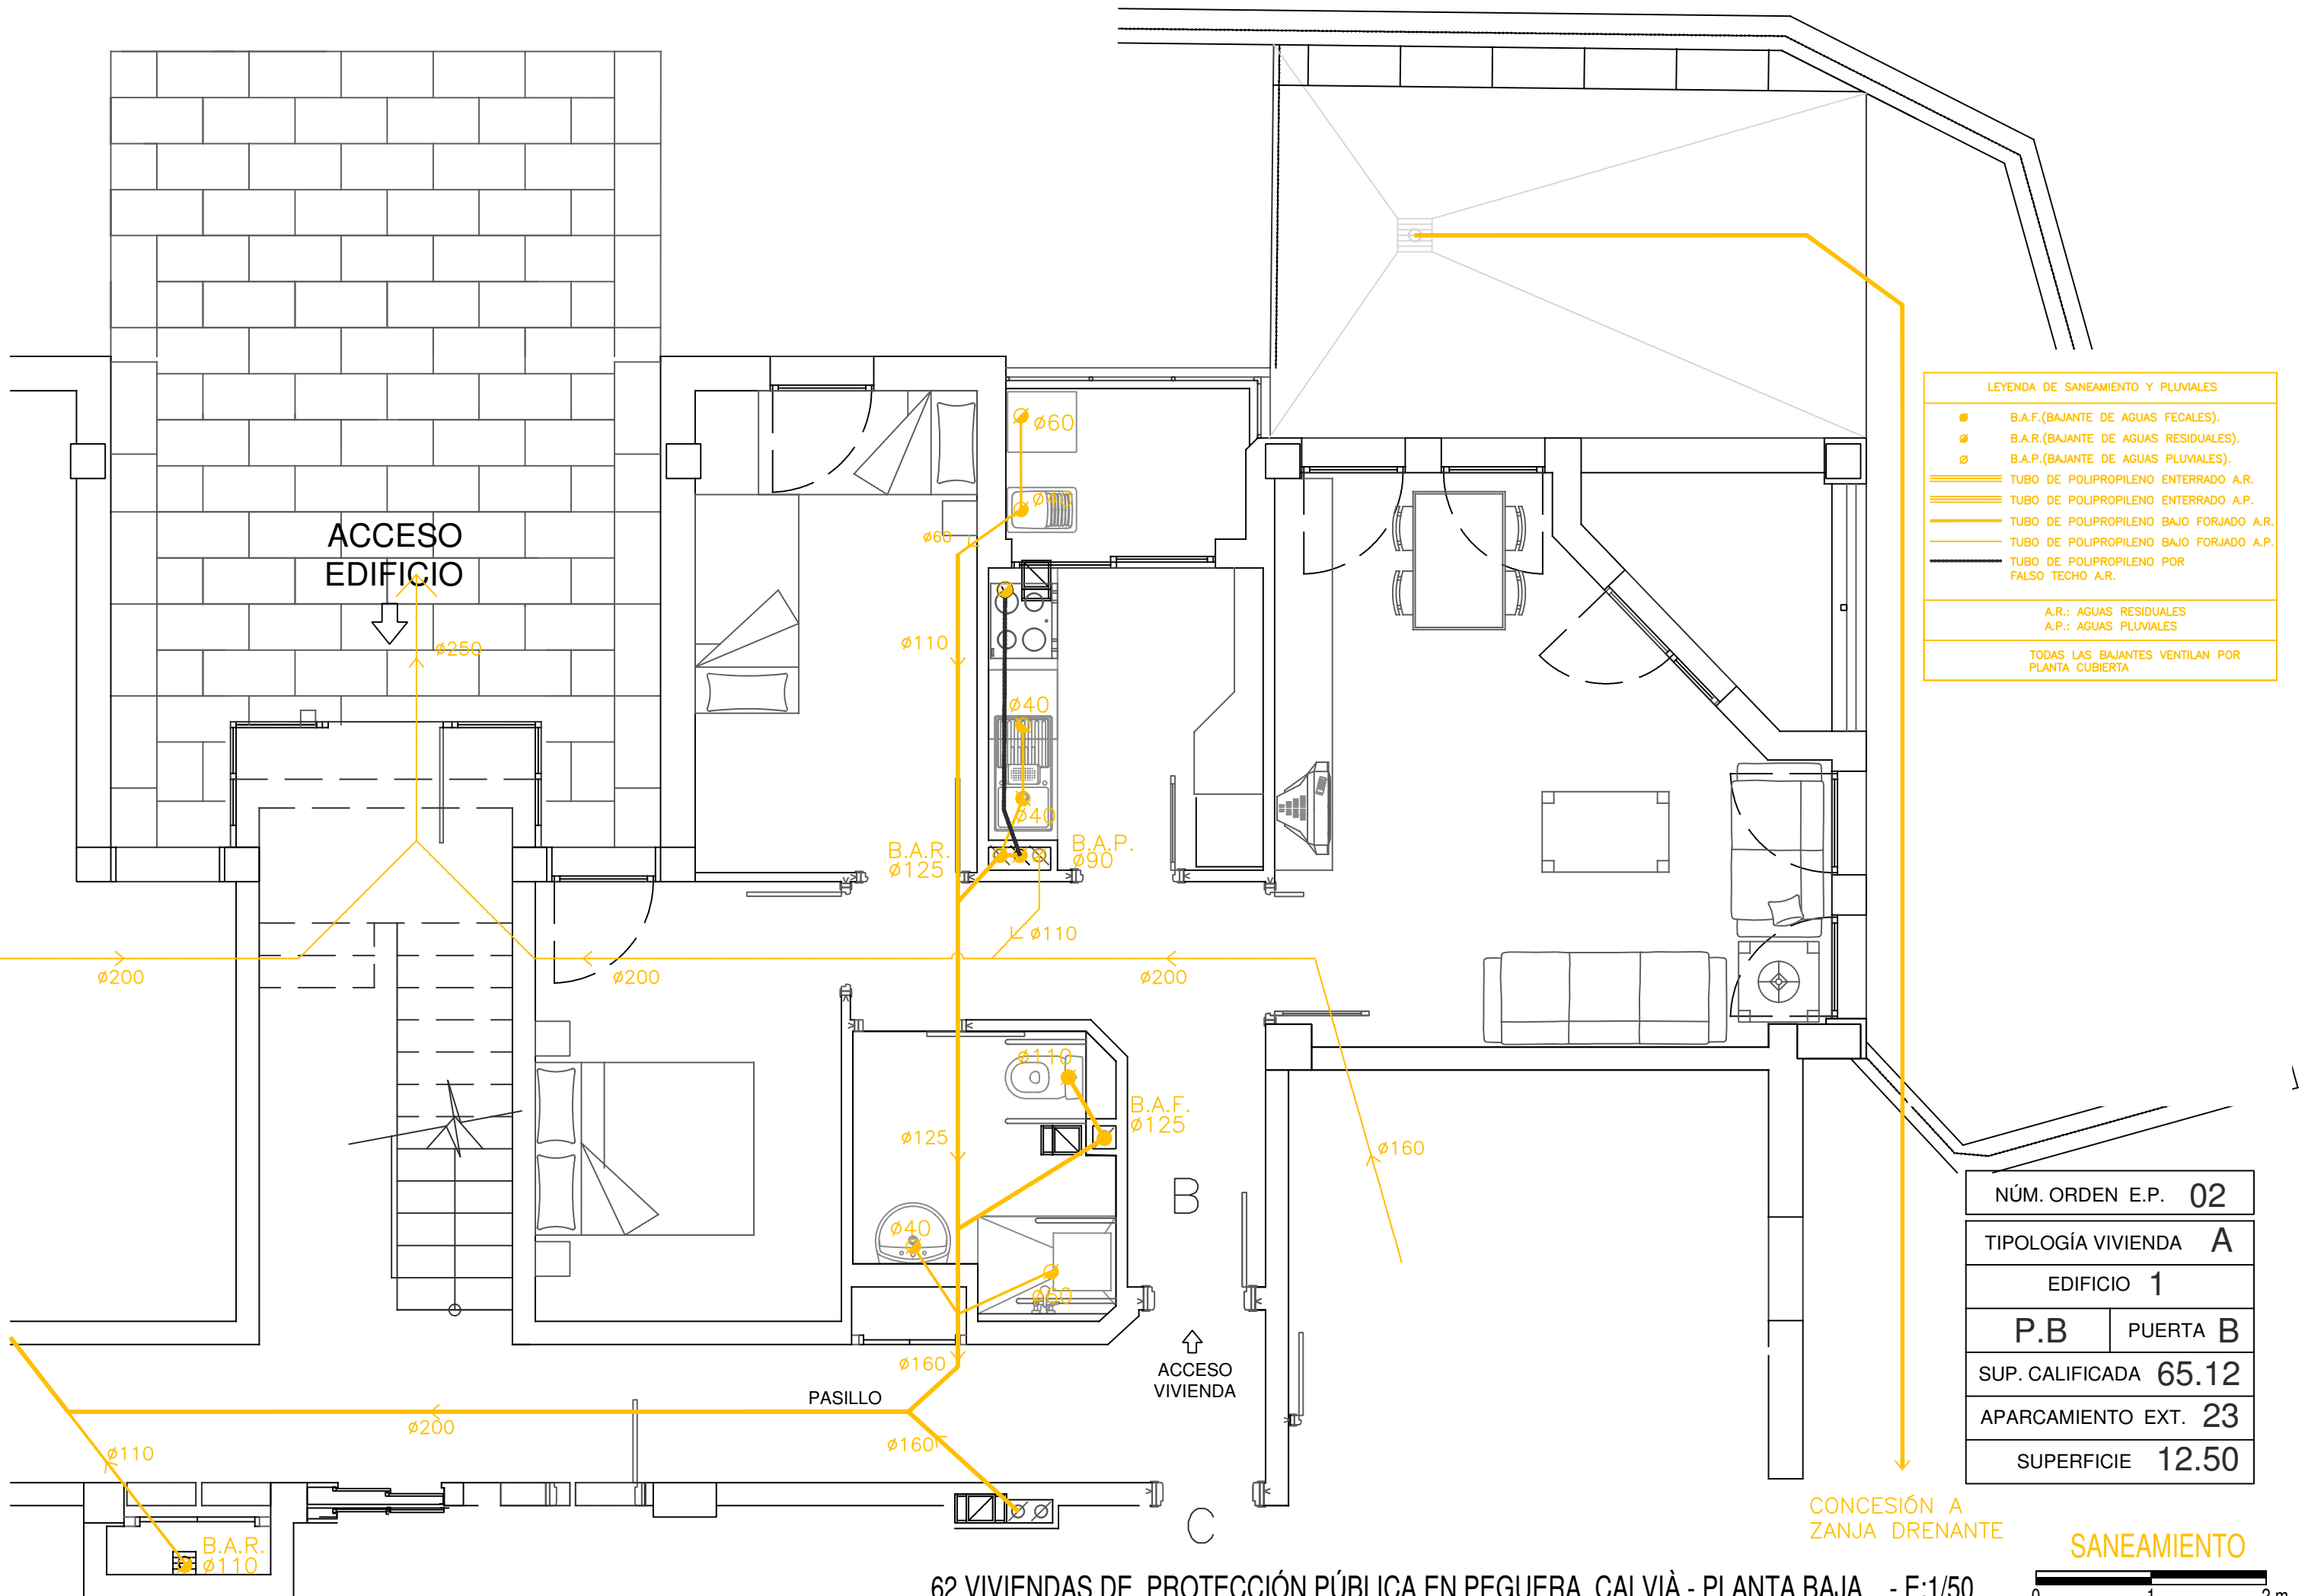 ACCESO
EDIFICIO
ø250
ø200
ø200
ø200
ø60
ø60
ø110
ø40
ø40
B.A.R.
ø125
B.A.P.
ø90
ø110
ø110
B.A.F.
ø125
ø125
ø160
ø40
ø60
B
ø160
ACCESO
VIVIENDA
PASILLO
ø200
ø160
ø110
B.A.R.
ø110
C
LEYENDA DE SANEAMIENTO Y PLUVIALES
B.A.F.(BAJANTE DE AGUAS FECALES).
B.A.R.(BAJANTE DE AGUAS RESIDUALES).
B.A.P.(BAJANTE DE AGUAS PLUVIALES).
TUBO DE POLIPROPILENO ENTERRADO A.R.
TUBO DE POLIPROPILENO ENTERRADO A.P.
TUBO DE POLIPROPILENO BAJO FORJADO A.R.
TUBO DE POLIPROPILENO BAJO FORJADO A.P.
TUBO DE POLIPROPILENO POR
FALSO TECHO A.R.
A.R.: AGUAS RESIDUALES
A.P.: AGUAS PLUVIALES
TODAS LAS BAJANTES VENTILAN POR
PLANTA CUBIERTA
NÚM. ORDEN E.P. 02
TIPOLOGÍA VIVIENDA A
EDIFICIO 1
P.B PUERTA B
SUP. CALIFICADA 65.12
APARCAMIENTO EXT. 23
SUPERFICIE 12.50
CONCESIÓN A
ZANJA DRENANTE
SANEAMIENTO
62 VIVIENDAS DE PROTECCIÓN PÚBLICA EN PEGUERA, CALVIÀ - PLANTA BAJA - E:1/50
0 1 2 m